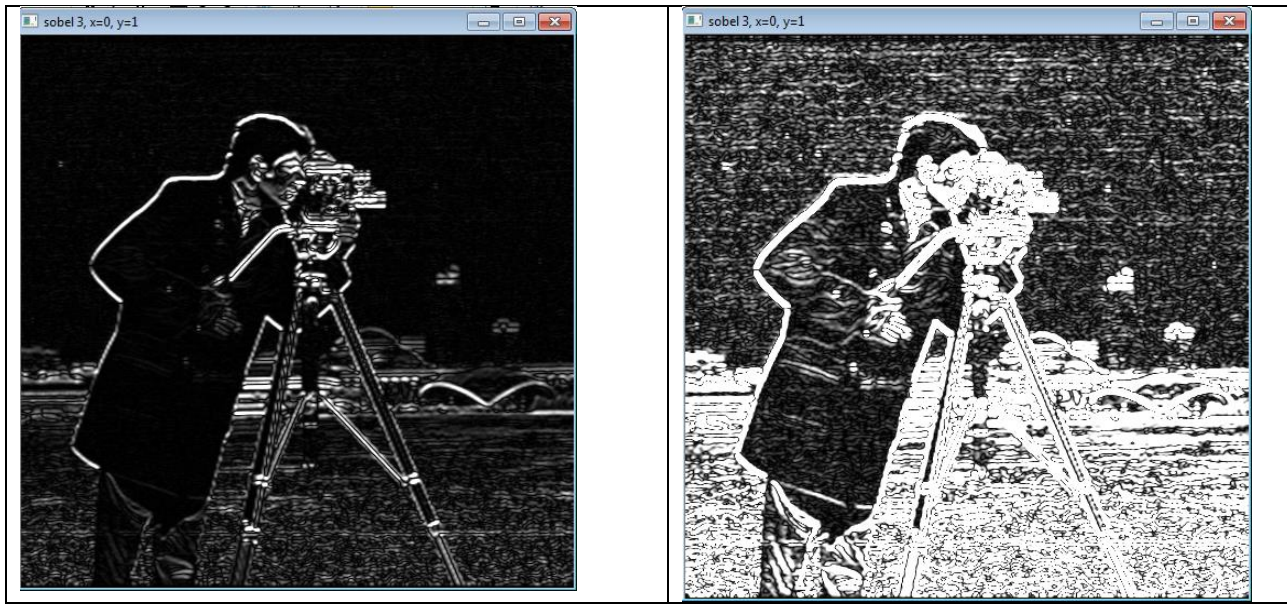 sobel 3, x=0, y=1
sobel 3, x=0, y=1